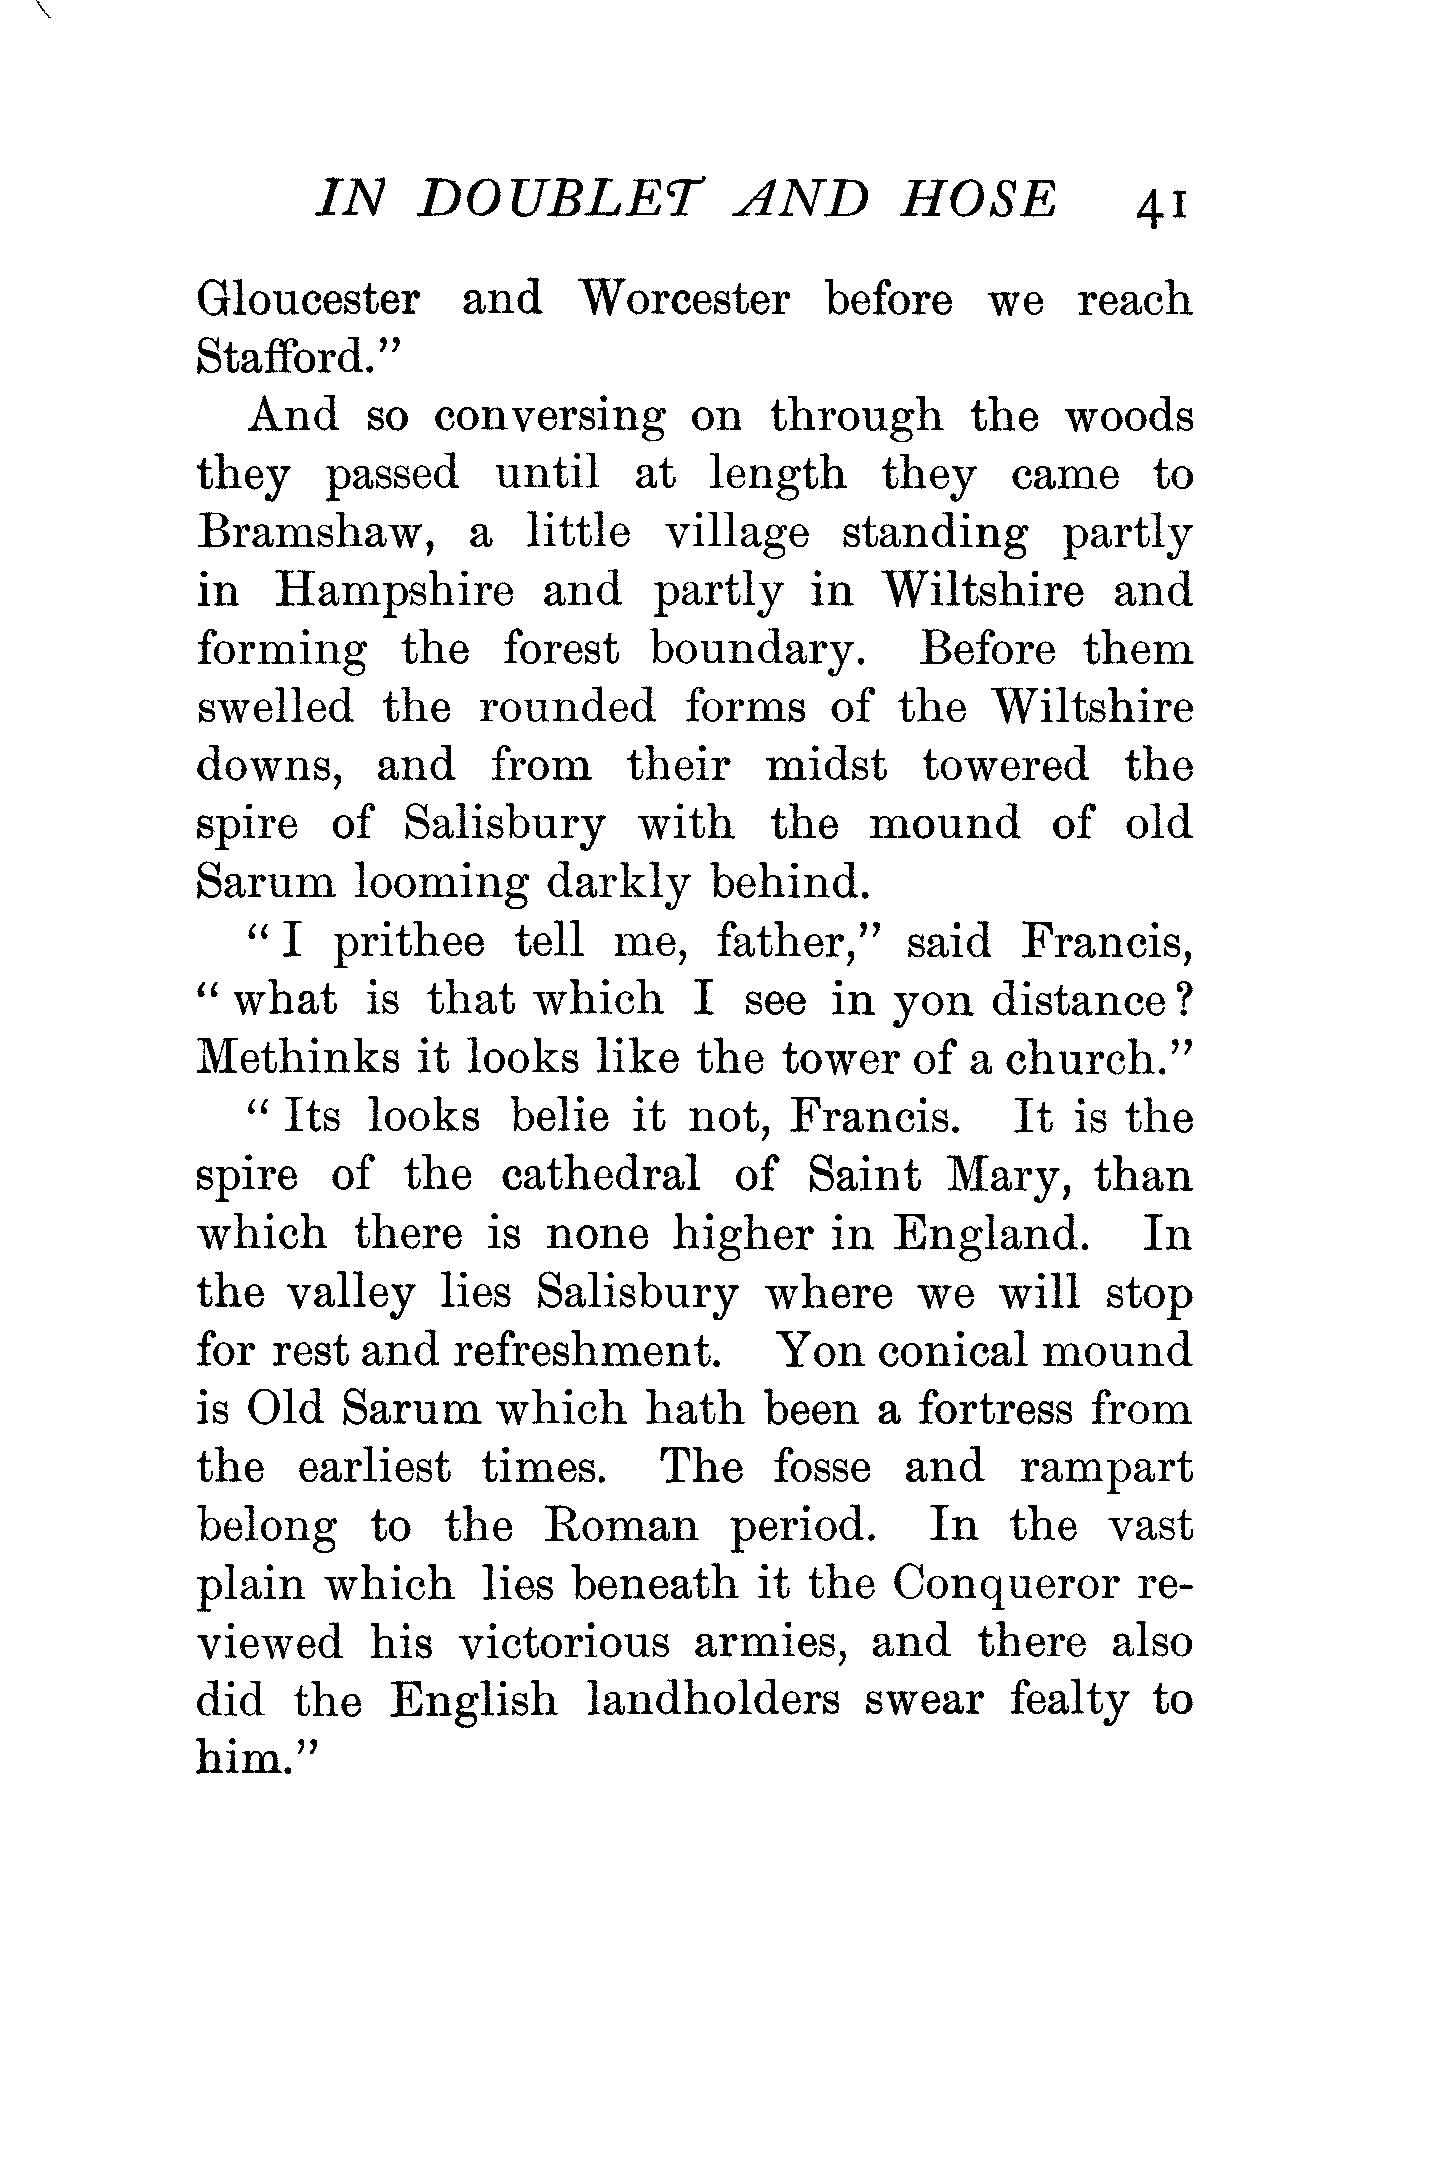 IN DOUBLET AND HOSE 41
Gloucester and Worcester before we reach
Stafford.”
And so conversing on through the woods
they passed until at length they came to
Bramshaw, a little village standing partly
in Hampshire and partly in Wiltshire and
forming the forest boundary. Before them
swelled the rounded forms of the Wiltshire
downs, and from their midst towered the
spire of Salisbury with the mound of old
Sarum looming darkly behind.
“I prithee tell me, father,” said Francis,
“what is that which I see in yon distance?
Methinks it looks like the tower of a church.”
“Its looks belie it not, Francis. It is the
spire of the cathedral of Saint Mary, than
which there is none higher in England. In
the valley lies Salisbury where we will stop
for rest and refreshment. Yon conical mound
is Old Sarum which hath been a fortress from
the earliest times. The fosse and rampart
belong to the Roman period. In the vast
plain which lies beneath it the Conqueror re-
viewed his victorious armies, and there also
did the English landholders swear fealty to
him.”